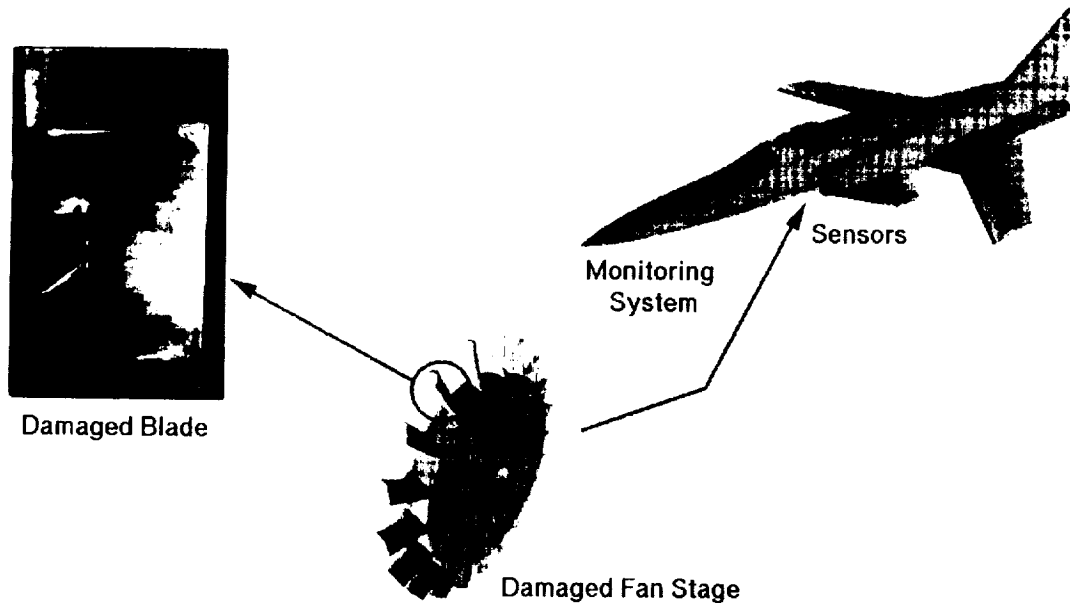 Sensors
Monitoring
System
Damaged Blade
Damaged Fan Stage